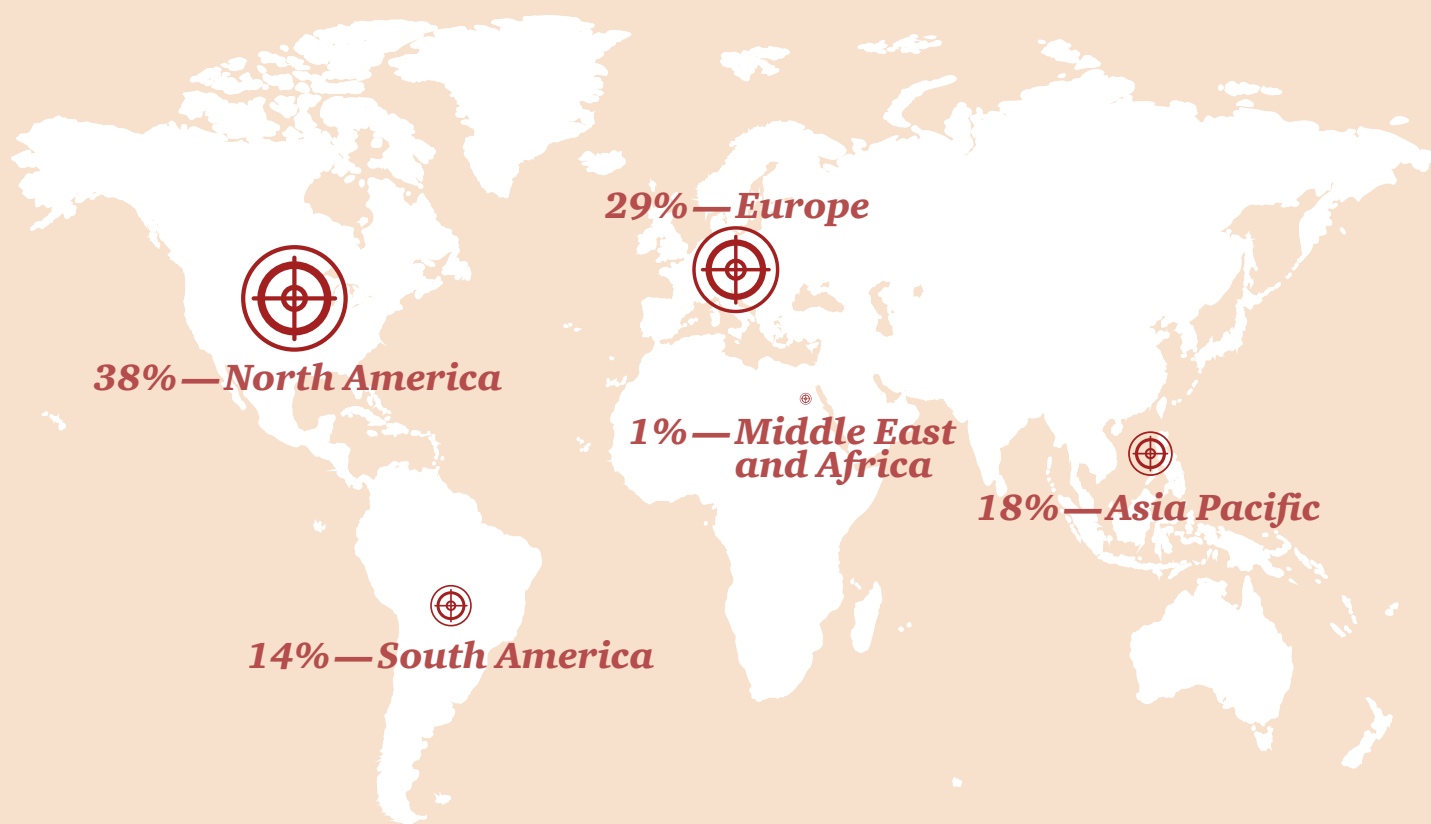 29%—Europe
38%—North America
1%—Middle East
and Africa
18%—Asia Pacific
14%—South America